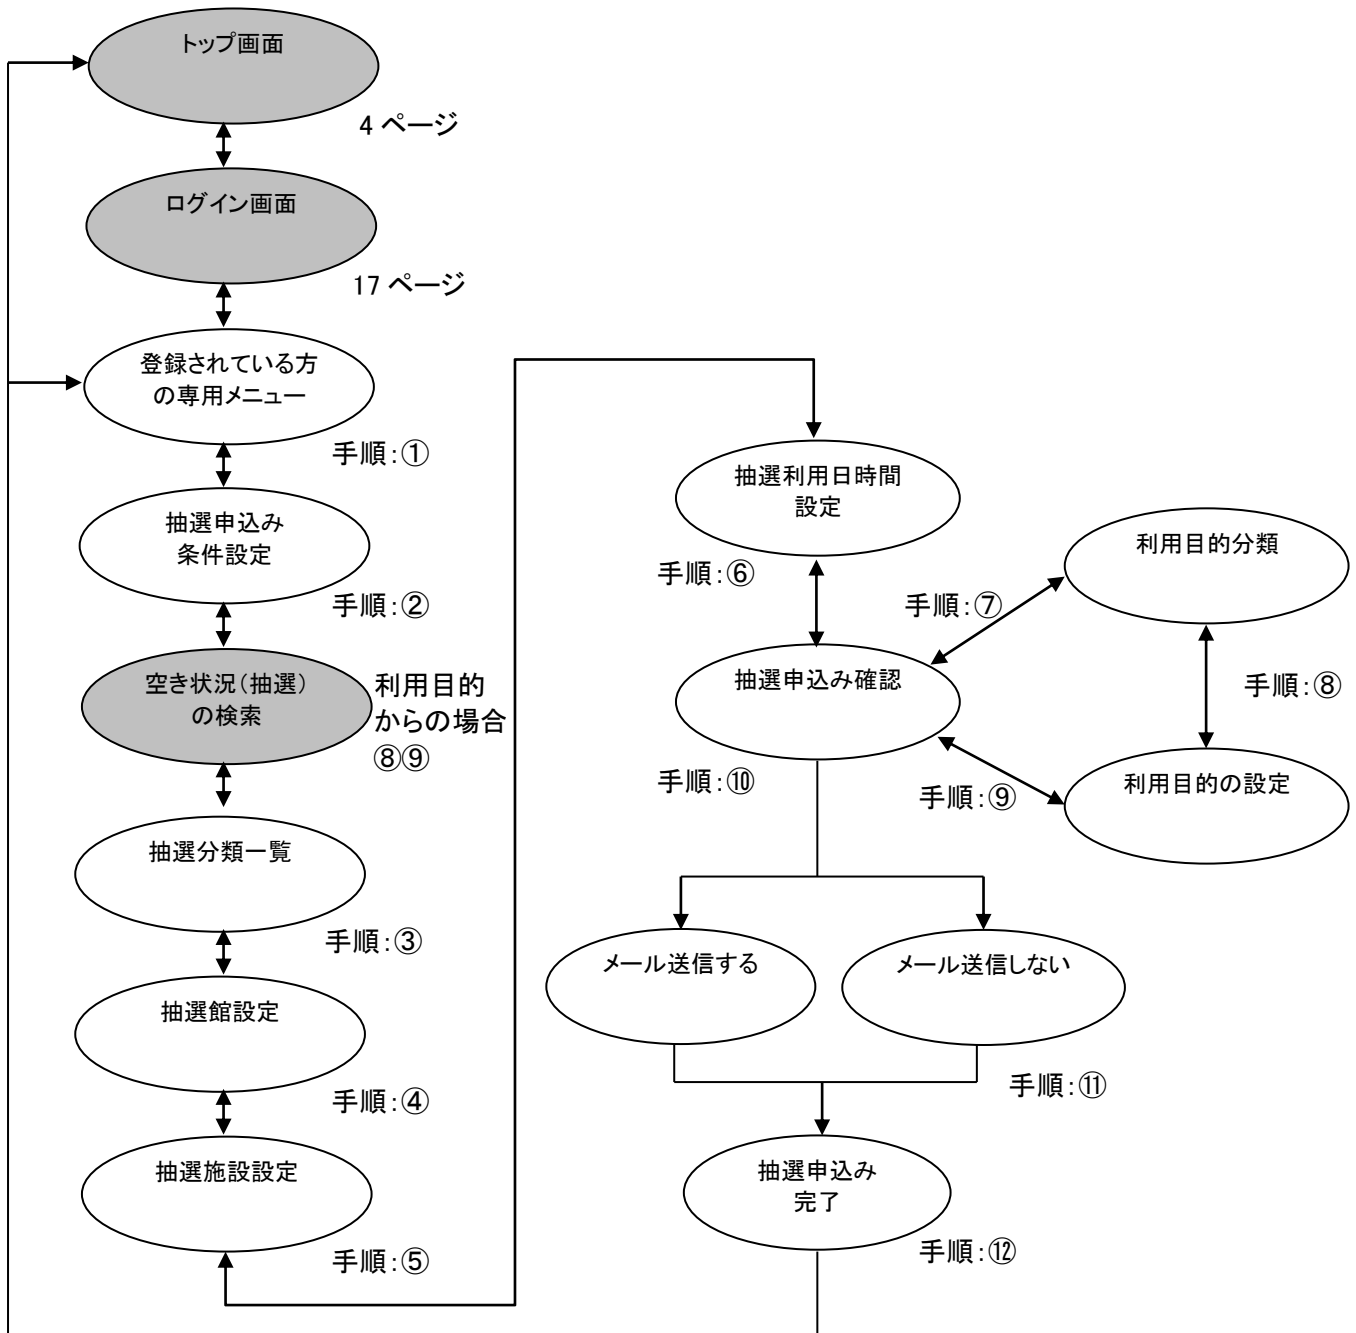 トップ画面
4 ページ
ログイン画面
17 ページ
登録されている方
の専用メニュー
手順:①
抽選申込み
条件設定
手順:②
空き状況(抽選)
の検索
利用目的
からの場合
⑧⑨
抽選分類一覧
手順:③
抽選館設定
手順:④
抽選施設設定
手順:⑤
抽選利用日時間
設定
手順:⑥
抽選申込み確認
手順:⑦
利用目的分類
手順:⑧
利用目的の設定
手順:⑨
手順:⑩
メール送信する
メール送信しない
手順:⑪
抽選申込み
完了
手順:⑫